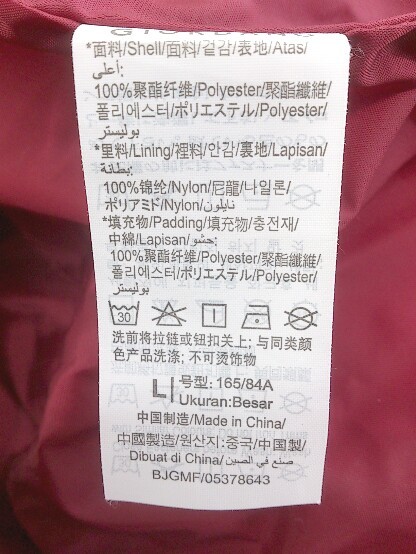 GIORDANO
*面料/Shell/面料/겉감/表地/Atas/
أعلى:
100%聚酯纤维/Polyester/聚酯纖維/
폴리에스터/ポリエステル/Polyester/
بوليستر
*里料/Lining/裡料/안감/裏地/Lapisan/
بطانة:
100%锦纶/Nylon/尼龍/나일론/
ポリアミド/Nylon/نايلون
*填充物/Padding/填充物/충전재/
中綿/Lapisan/حشو:
100%聚酯纤维/Polyester/聚酯纖維/
폴리에스터/ポリエステル/Polyester/
بوليستر
30
洗前将拉链或钮扣关上; 与同类颜
色产品洗涤; 不可烫饰物
L 号型: 165/84A
Ukuran:Besar
中国制造/Made in China/
中國製造/원산지:중국/中国製/
Dibuat di China/صنع في الصين
BJGMF/05378643